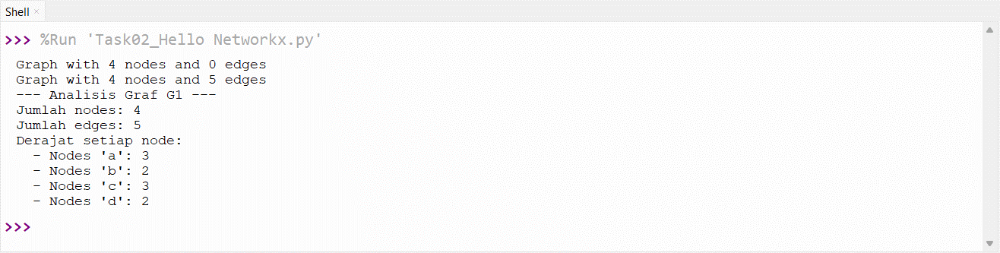 Shell ×
>>> %Run 'Task02_Hello Networkx.py'
Graph with 4 nodes and 0 edges
Graph with 4 nodes and 5 edges
--- Analisis Graf G1 ---
Jumlah nodes: 4
Jumlah edges: 5
Derajat setiap node:
  - Nodes 'a': 3
  - Nodes 'b': 2
  - Nodes 'c': 3
  - Nodes 'd': 2
>>>